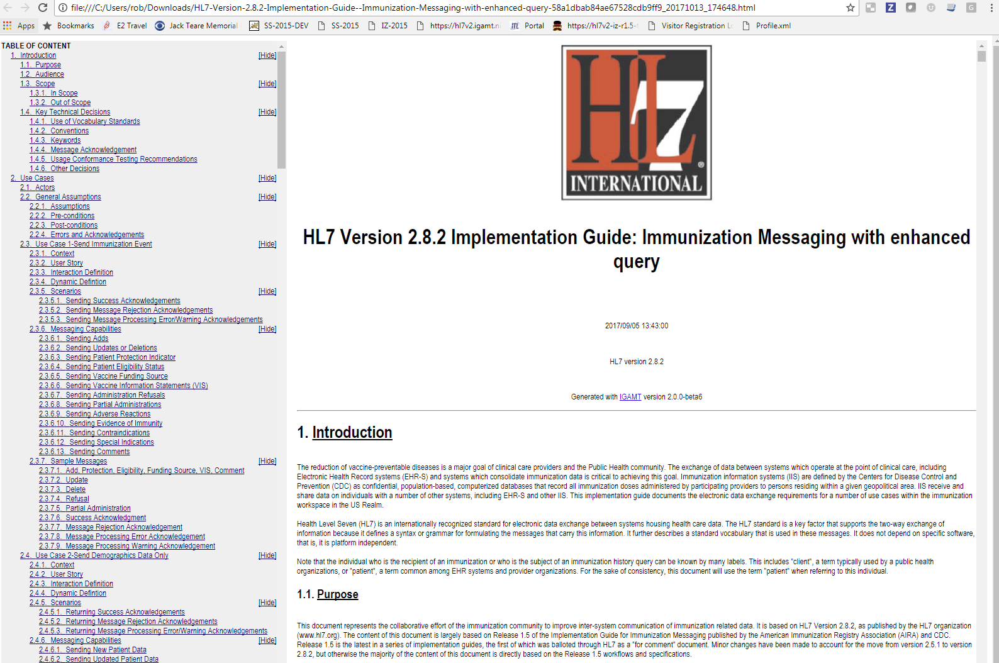 file:///C:/Users/rob/Downloads/HL7-Version-2.8.2-Implementation-Guide--Immunization-Messaging-with-enhanced-query-58a1dbab84ae67528cdb9ff9_20171013_174648.html
Apps Bookmarks E2 Travel Jack Teare Memorial SS-2015-DEV SS-2015 IZ-2015 https://hl7v2.igamt.n Portal https://hl7v2-iz-r1.5- Visitor Registration Lo Profile.xml
TABLE OF CONTENT
1. Introduction [Hide]
1.1. Purpose
1.2. Audience
1.3. Scope [Hide]
1.3.1. In Scope
1.3.2. Out of Scope
1.4. Key Technical Decisions [Hide]
1.4.1. Use of Vocabulary Standards
1.4.2. Conventions
1.4.3. Keywords
1.4.4. Message Acknowledgement
1.4.5. Usage Conformance Testing Recommendations
1.4.6. Other Decisions
2. Use Cases [Hide]
2.1. Actors
2.2. General Assumptions [Hide]
2.2.1. Assumptions
2.2.2. Pre-conditions
2.2.3. Post-conditions
2.2.4. Errors and Acknowledgements
2.3. Use Case 1-Send Immunization Event [Hide]
2.3.1. Context
2.3.2. User Story
2.3.3. Interaction Definition
2.3.4. Dynamic Defintion
2.3.5. Scenarios [Hide]
2.3.5.1. Sending Success Acknowledgements
2.3.5.2. Sending Message Rejection Acknowledgements
2.3.5.3. Sending Message Processing Error/Warning Acknowledgements
2.3.6. Messaging Capabilities [Hide]
2.3.6.1. Sending Adds
2.3.6.2. Sending Updates or Deletions
2.3.6.3. Sending Patient Protection Indicator
2.3.6.4. Sending Patient Eligibility Status
2.3.6.5. Sending Vaccine Funding Source
2.3.6.6. Sending Vaccine Information Statements (VIS)
2.3.6.7. Sending Administration Refusals
2.3.6.8. Sending Partial Administrations
2.3.6.9. Sending Adverse Reactions
2.3.6.10. Sending Evidence of Immunity
2.3.6.11. Sending Contraindications
2.3.6.12. Sending Special Indications
2.3.6.13. Sending Comments
2.3.7. Sample Messages [Hide]
2.3.7.1. Add, Protection, Eligibility, Funding Source, VIS, Comment
2.3.7.2. Update
2.3.7.3. Delete
2.3.7.4. Refusal
2.3.7.5. Partial Administration
2.3.7.6. Success Acknowledgment
2.3.7.7. Message Rejection Acknowledgement
2.3.7.8. Message Processing Error Acknowledgement
2.3.7.9. Message Processing Warning Acknowledgement
2.4. Use Case 2-Send Demographics Data Only [Hide]
2.4.1. Context
2.4.2. User Story
2.4.3. Interaction Definition
2.4.4. Dynamic Defintion
2.4.5. Scenarios [Hide]
2.4.5.1. Returning Success Acknowledgements
2.4.5.2. Returning Message Rejection Acknowledgements
2.4.5.3. Returning Message Processing Error/Warning Acknowledgements
2.4.6. Messaging Capabilities [Hide]
2.4.6.1. Sending New Patient Data
2.4.6.2. Sending Updated Patient Data
HL7
INTERNATIONAL
®
HL7 Version 2.8.2 Implementation Guide: Immunization Messaging with enhanced
query
2017/09/05 13:43:00
HL7 version 2.8.2
Generated with IGAMT version 2.0.0-beta6
1. Introduction
The reduction of vaccine-preventable diseases is a major goal of clinical care providers and the Public Health community. The exchange of data between systems which operate at the point of clinical care, including
Electronic Health Record systems (EHR-S) and systems which consolidate immunization data is critical to achieving this goal. Immunization information systems (IIS) are defined by the Centers for Disease Control and
Prevention (CDC) as confidential, population-based, computerized databases that record all immunization doses administered by participating providers to persons residing within a given geopolitical area. IIS receive and
share data on individuals with a number of other systems, including EHR-S and other IIS. This implementation guide documents the electronic data exchange requirements for a number of use cases within the immunization
workspace in the US Realm.
Health Level Seven (HL7) is an internationally recognized standard for electronic data exchange between systems housing health care data. The HL7 standard is a key factor that supports the two-way exchange of
information because it defines a syntax or grammar for formulating the messages that carry this information. It further describes a standard vocabulary that is used in these messages. It does not depend on specific software,
that is, it is platform independent.
Note that the individual who is the recipient of an immunization or who is the subject of an immunization history query can be known by many labels. This includes "client", a term typically used by a public health
organizations, or "patient", a term common among EHR systems and provider organizations. For the sake of consistency, this document will use the term "patient" when referring to this individual.
1.1. Purpose
This document represents the collaborative effort of the immunization community to improve inter-system communication of immunization related data. It is based on HL7 Version 2.8.2, as published by the HL7 organization
(www.hl7.org). The content of this document is largely based on Release 1.5 of the Implementation Guide for Immunization Messaging published by the American Immunization Registry Association (AIRA) and CDC.
Release 1.5 is the latest in a series of implementation guides, the first of which was balloted through HL7 as a "for comment" document. Minor changes have been made to account for the move from version 2.5.1 to version
2.8.2, but otherwise the majority of the content of this document is directly based on the Release 1.5 workflows and specifications.